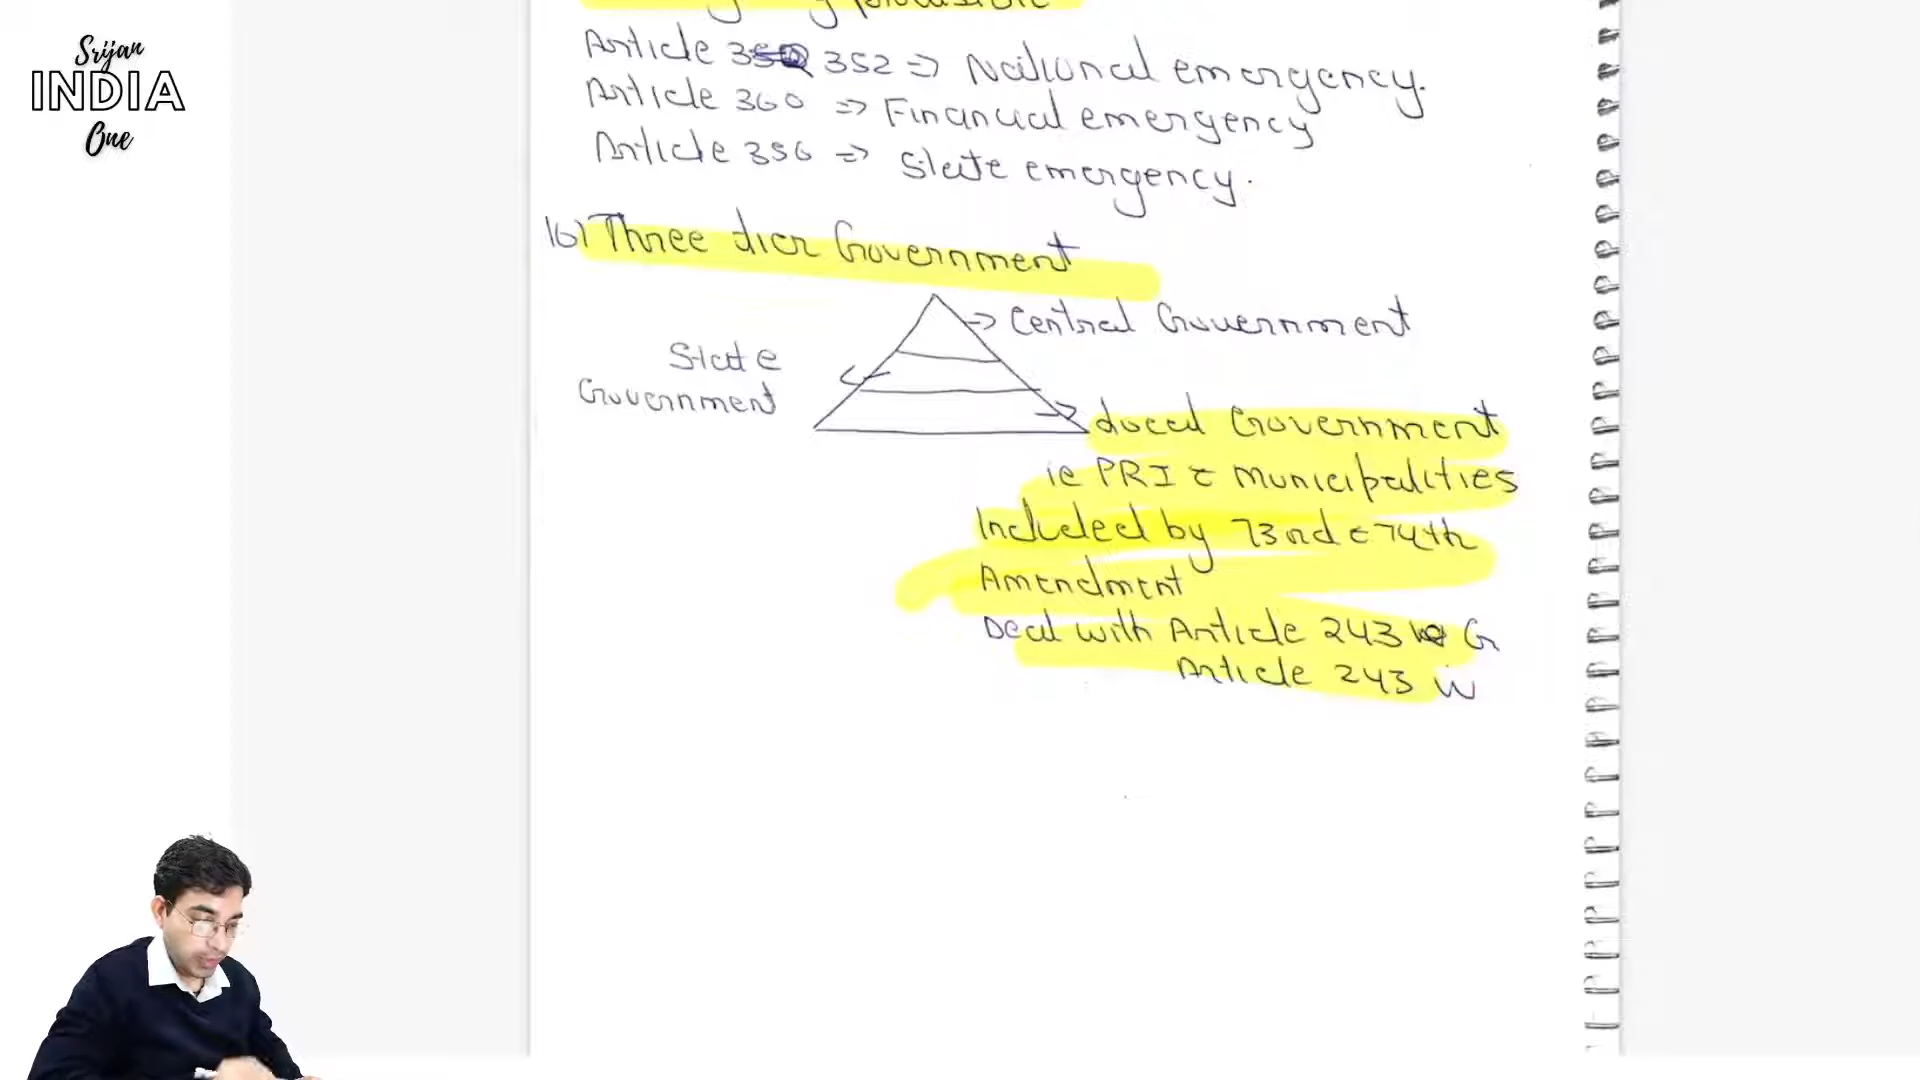 Srijan
INDIA
One
Article 352 => National emergency.
Article 360 => Financial emergency
Article 356 => State emergency.
16) Three tier Government
=> Central Government
State
Government
Local Government
ie PRI & Municipalities
Included by 73rd & 74th
Amendment
Deal with Article 243 G
Article 243 W